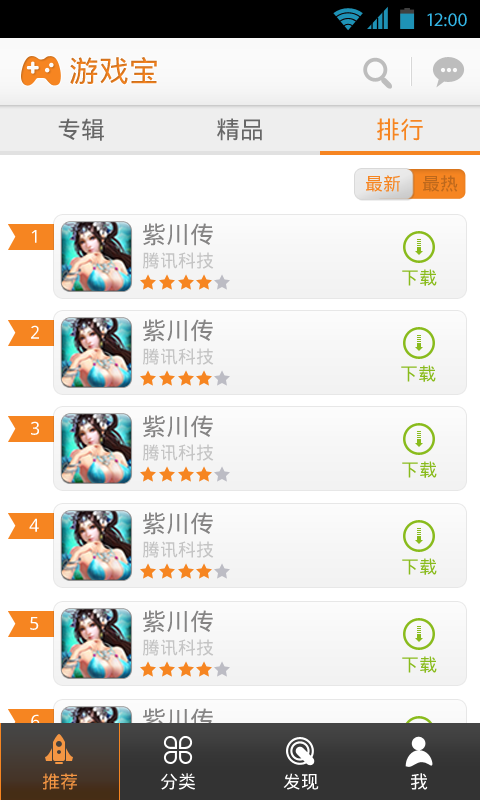 12:00
游戏宝
专辑 精品 排行
最新 最热
1 紫川传
腾讯科技
下载
2 紫川传
腾讯科技
下载
3 紫川传
腾讯科技
下载
4 紫川传
腾讯科技
下载
5 紫川传
腾讯科技
下载
6 紫川传
推荐 分类 发现 我